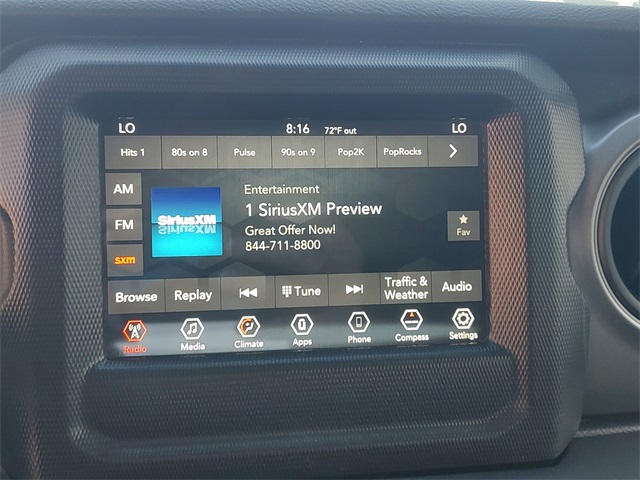 LO 8:16 72°F out LO
Hits 1 80s on 8 Pulse 90s on 9 Pop2K PopRocks
AM
FM
sxm
SiriusXM
Entertainment
1 SiriusXM Preview
Great Offer Now!
844-711-8800
Fav
Browse Replay Tune Traffic & Weather Audio
Radio Media Climate Apps Phone Compass Settings